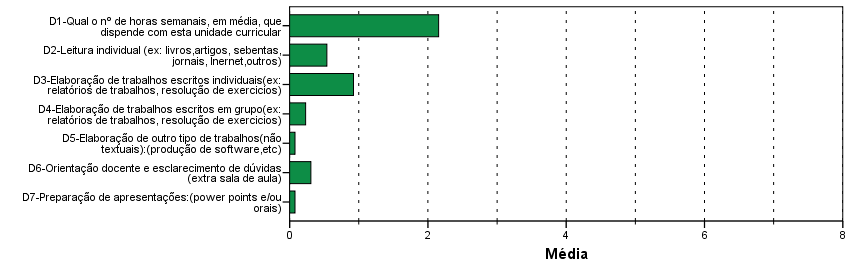 D1-Qual o nº de horas semanais, em média, que
dispende com esta unidade curricular
D2-Leitura individual (ex: livros,artigos, sebentas,
jornais, Inernet,outros)
D3-Elaboração de trabalhos escritos individuais(ex:
relatórios de trabalhos, resolução de exercicios)
D4-Elaboração de trabalhos escritos em grupo(ex:
relatórios de trabalhos, resolução de exercicios)
D5-Elaboração de outro tipo de trabalhos(não
textuais):(produção de software,etc)
D6-Orientação docente e esclarecimento de dúvidas
(extra sala de aula)
D7-Preparação de apresentações:(power points e/ou
orais)
0 2 4 6 8
Média